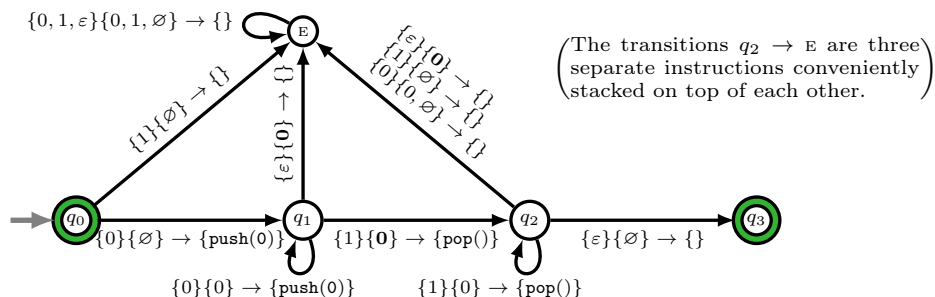 {0, 1, ε}{0, 1, ∅} → {}
E
{ε}{𝟎} → {}
{1}{∅} → {}
{0}{0, ∅} → {}
(The transitions q₂ → E are three
separate instructions conveniently
stacked on top of each other.)
{1}{∅} → {}
{ε}{𝟎} → {}
q₀
q₁
q₂
q₃
{0}{∅} → {push(0)}
{1}{𝟎} → {pop()}
{ε}{∅} → {}
{0}{0} → {push(0)}
{1}{0} → {pop()}